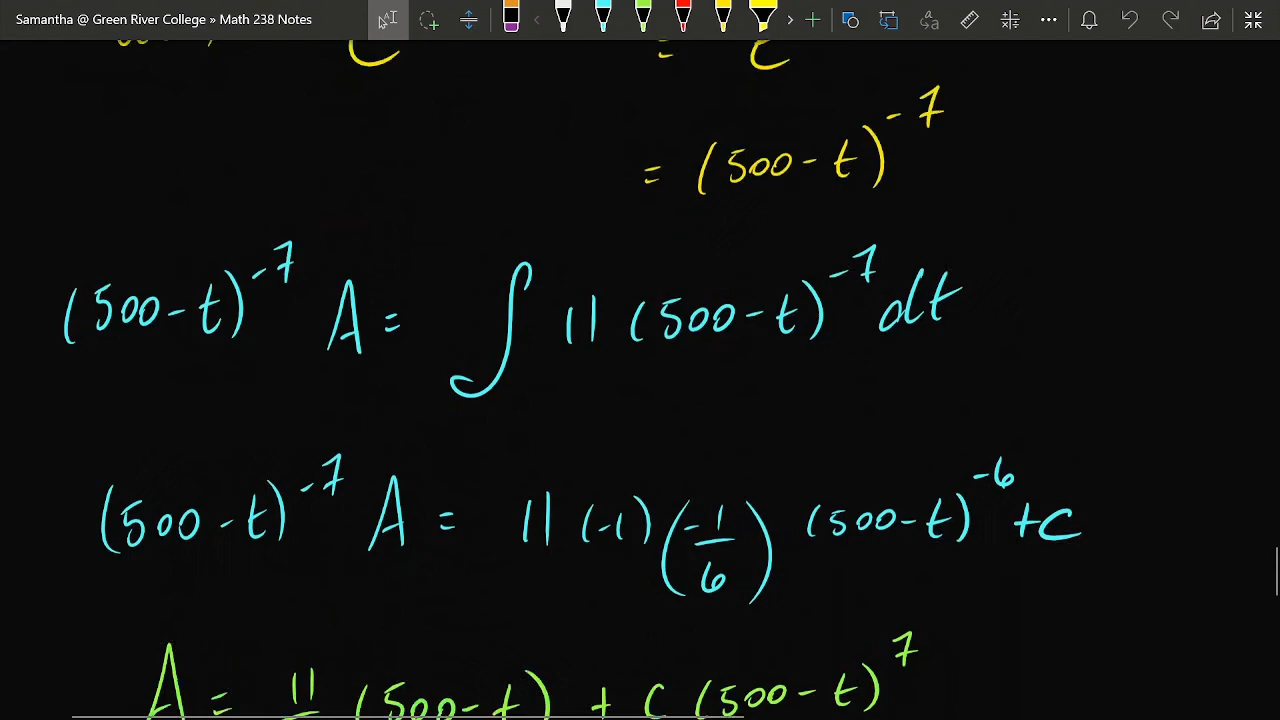 Samantha @ Green River College » Math 238 Notes
= (500-t)^-7
(500-t)^-7 A = ∫ 11 (500-t)^-7 dt
(500-t)^-7 A = 11 (-1) (-1/6) (500-t)^-6 + C
A = 11 (500-t) + C (500-t)^7